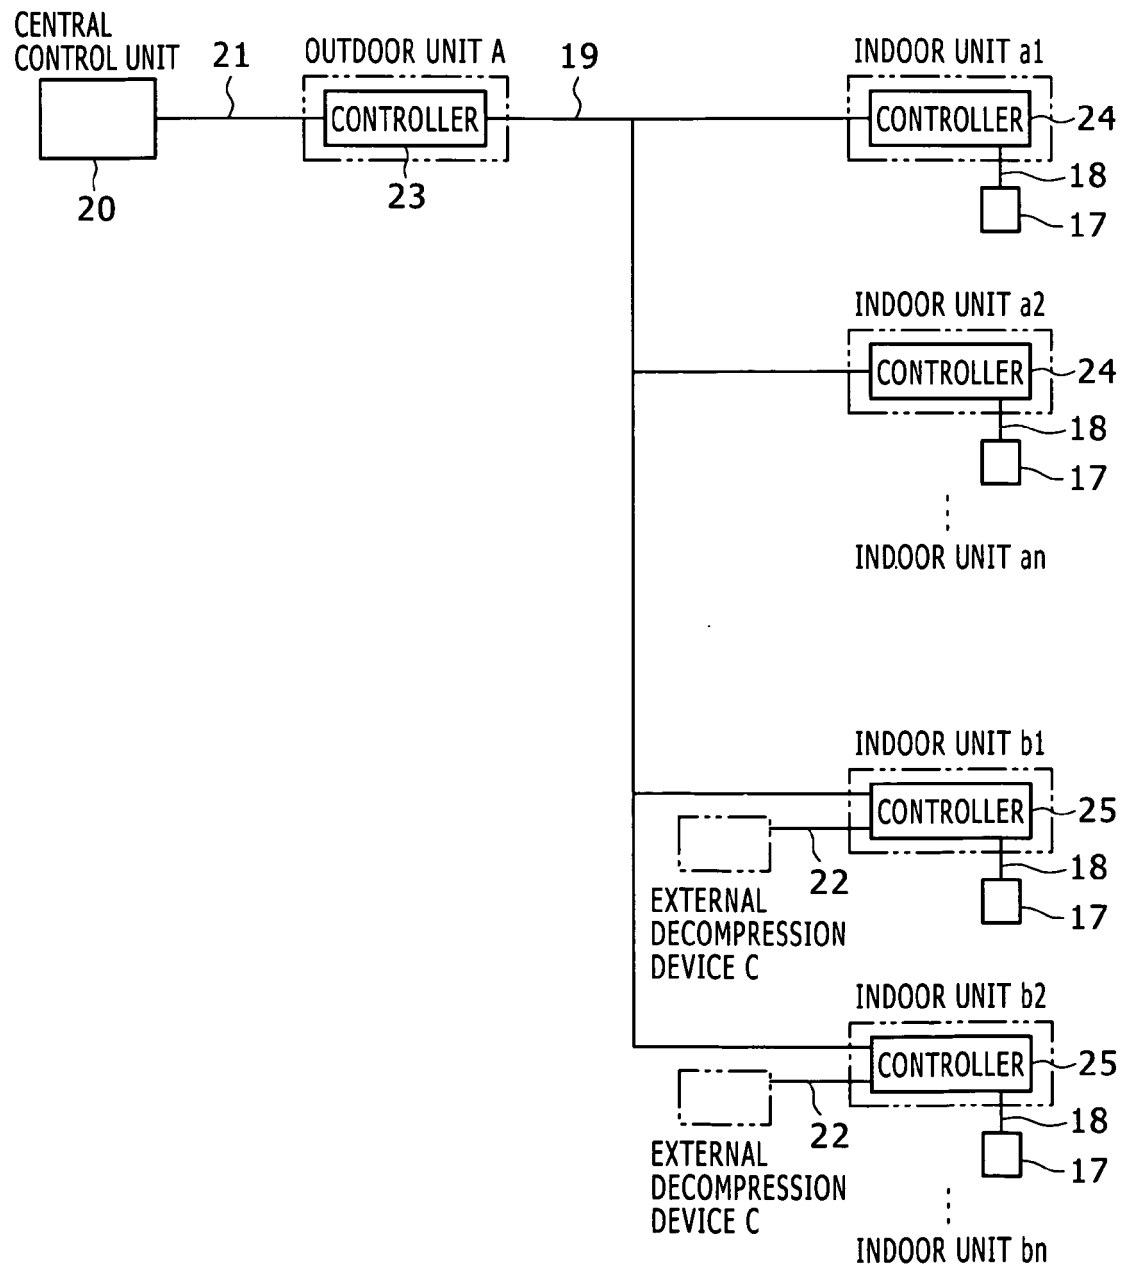 CENTRAL
CONTROL UNIT
21
OUTDOOR UNIT A
19
INDOOR UNIT a1
CONTROLLER
CONTROLLER
24
20
23
18
17
INDOOR UNIT a2
CONTROLLER
24
18
17
INDOOR UNIT an
INDOOR UNIT b1
CONTROLLER
25
22
18
17
EXTERNAL
DECOMPRESSION
DEVICE C
INDOOR UNIT b2
CONTROLLER
25
22
18
17
EXTERNAL
DECOMPRESSION
DEVICE C
INDOOR UNIT bn